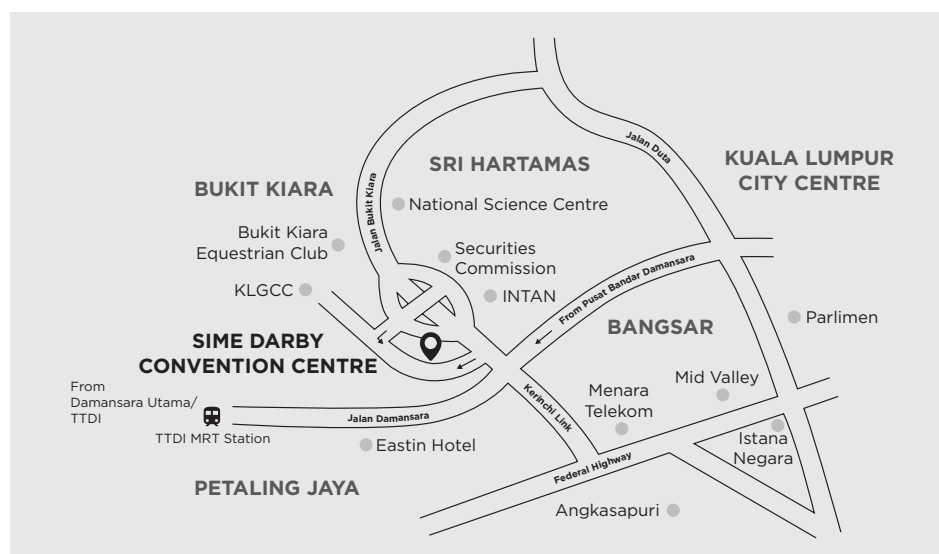 Jalan Duta
SRI HARTAMAS
KUALA LUMPUR
CITY CENTRE
BUKIT KIARA
Jalan Bukit Kiara
National Science Centre
Bukit Kiara
Equestrian Club
Securities
Commission
KLGCC
INTAN
From Pusat Bandar Damansara
BANGSAR
Parlimen
SIME DARBY
CONVENTION CENTRE
From
Damansara Utama/
TTDI
TTDI MRT Station
Jalan Damansara
Kerinchi Link
Menara
Telekom
Mid Valley
Eastin Hotel
Istana
Negara
Federal Highway
PETALING JAYA
Angkasapuri